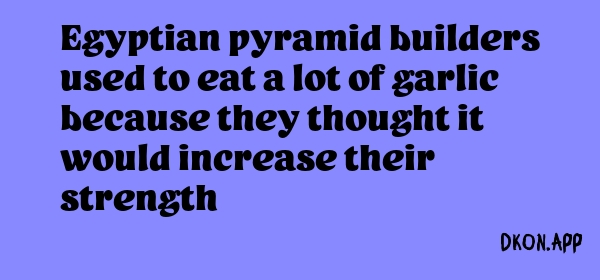 Egyptian pyramid builders
used to eat a lot of garlic
because they thought it
would increase their
strength
DKON.APP